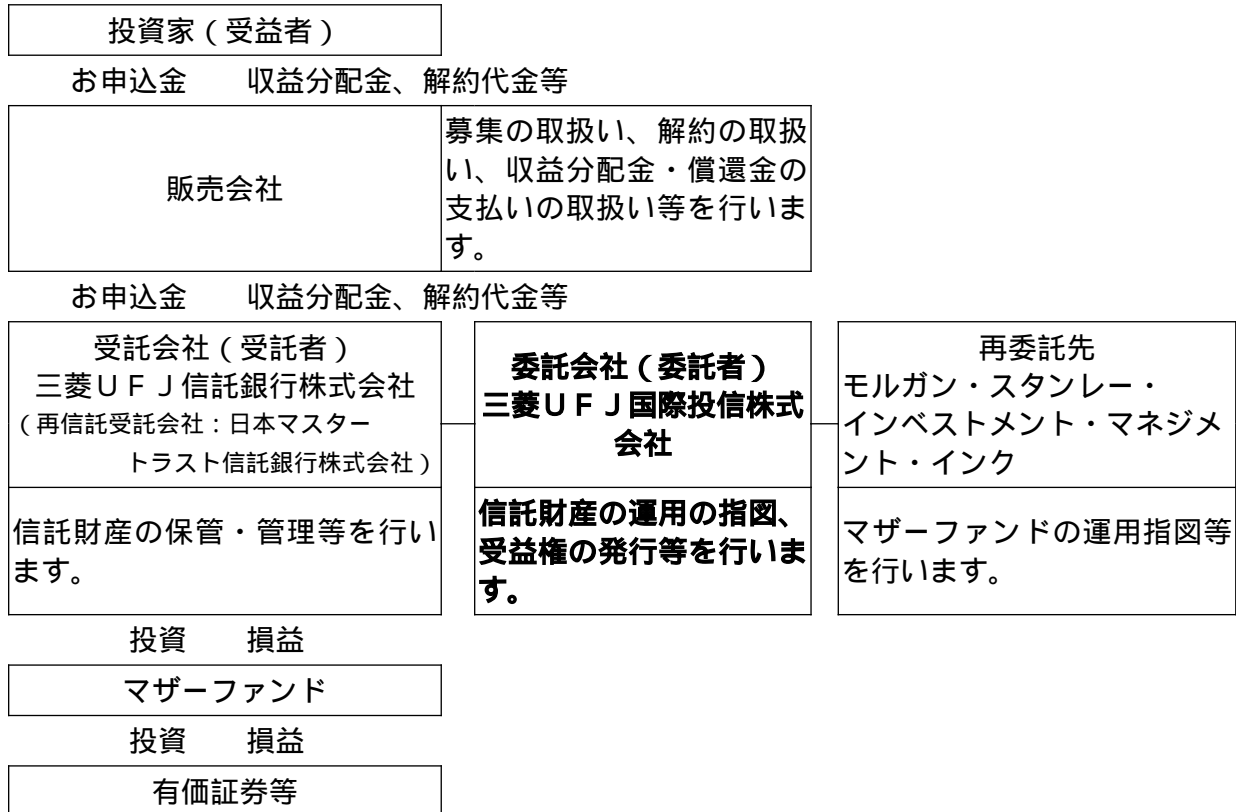 投資家（受益者）
お申込金　　収益分配金、解約代金等
販売会社
募集の取扱い、解約の取扱
い、収益分配金・償還金の
支払いの取扱い等を行いま
す。
お申込金　　収益分配金、解約代金等
受託会社（受託者）
三菱ＵＦＪ信託銀行株式会社
（再信託受託会社：日本マスター
トラスト信託銀行株式会社）
委託会社（委託者）
三菱ＵＦＪ国際投信株式
会社
再委託先
モルガン・スタンレー・
インベストメント・マネジメ
ント・インク
信託財産の保管・管理等を行い
ます。
信託財産の運用の指図、
受益権の発行等を行いま
す。
マザーファンドの運用指図等
を行います。
投資　　損益
マザーファンド
投資　　損益
有価証券等